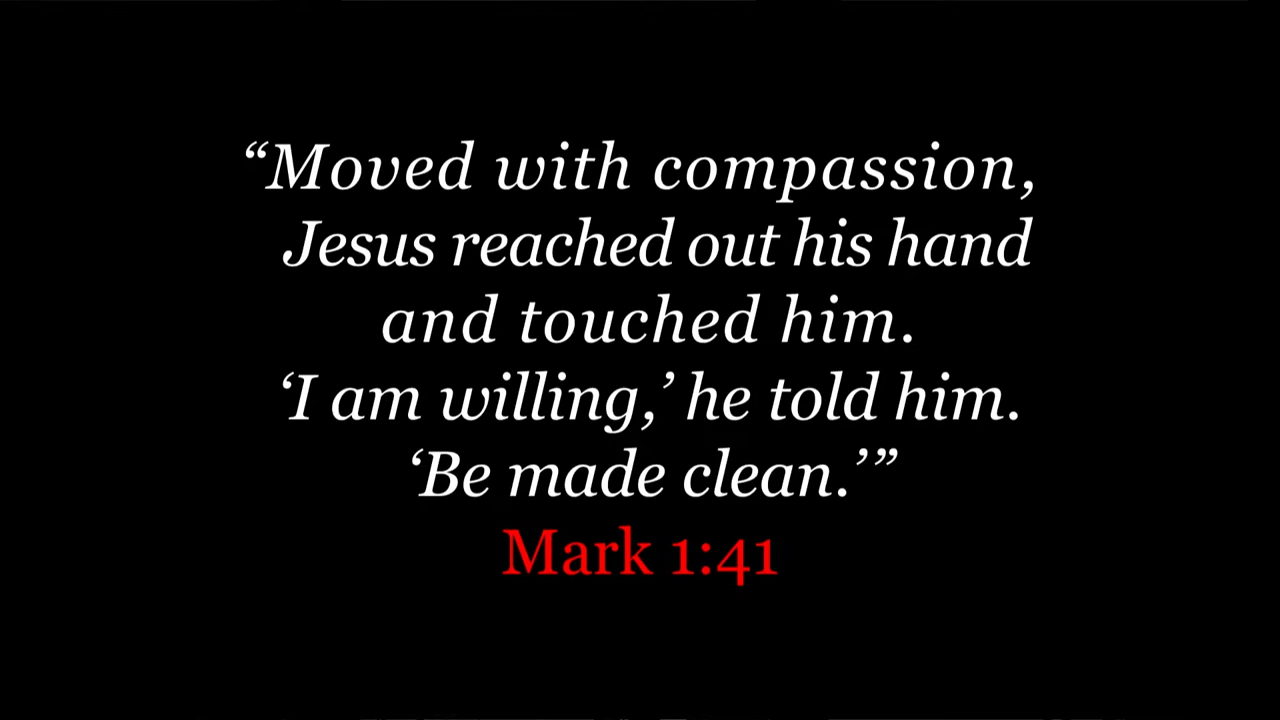 “Moved with compassion,
Jesus reached out his hand
and touched him.
‘I am willing,’ he told him.
‘Be made clean.’”
Mark 1:41